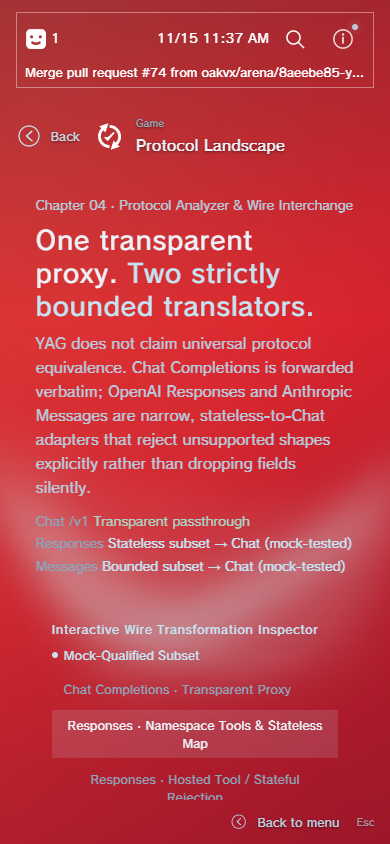 1
11/15 11:37 AM
Merge pull request #74 from oakvx/arena/8aeebe85-y...
Back
Game
Protocol Landscape
Chapter 04 · Protocol Analyzer & Wire Interchange
One transparent
proxy. Two strictly
bounded translators.
YAG does not claim universal protocol
equivalence. Chat Completions is forwarded
verbatim; OpenAI Responses and Anthropic
Messages are narrow, stateless-to-Chat
adapters that reject unsupported shapes
explicitly rather than dropping fields
silently.
Chat /v1 Transparent passthrough
Responses Stateless subset → Chat (mock-tested)
Messages Bounded subset → Chat (mock-tested)
Interactive Wire Transformation Inspector
• Mock-Qualified Subset
Chat Completions · Transparent Proxy
Responses · Namespace Tools & Stateless
Map
Responses · Hosted Tool / Stateful
Rejection
Back to menu Esc